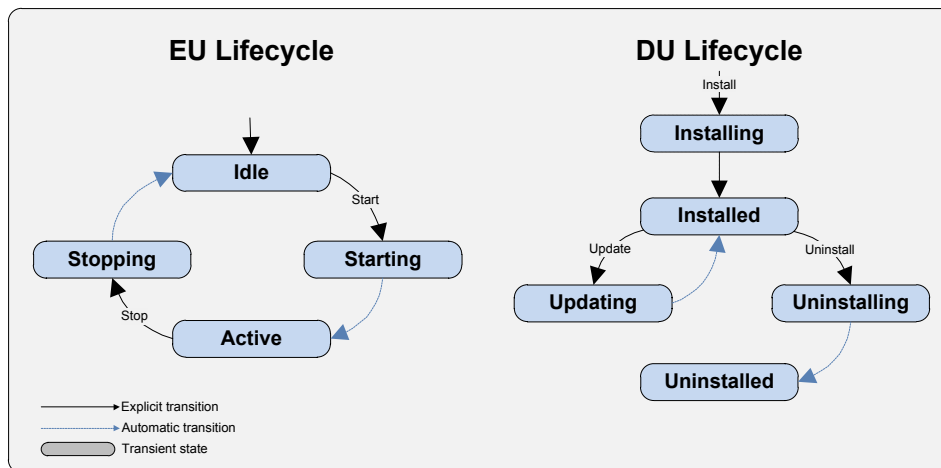 EU Lifecycle
Idle
Start
Stopping
Starting
Stop
Active
DU Lifecycle
Install
Installing
Installed
Update
Uninstall
Updating
Uninstalling
Uninstalled
Explicit transition
Automatic transition
Transient state